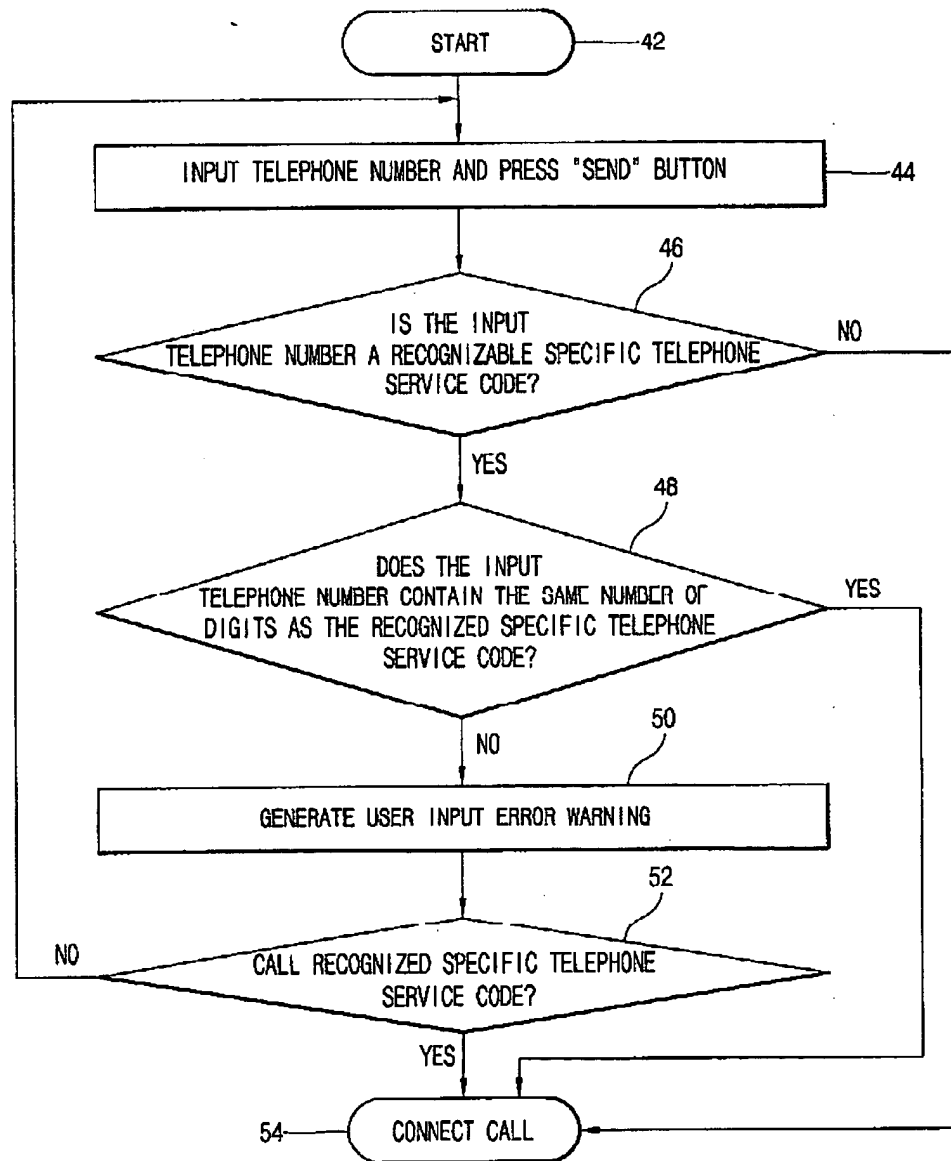 START
42
INPUT TELEPHONE NUMBER AND PRESS "SEND" BUTTON
44
46
IS THE INPUT
TELEPHONE NUMBER A RECOGNIZABLE SPECIFIC TELEPHONE
SERVICE CODE?
NO
YES
48
DOES THE INPUT
TELEPHONE NUMBER CONTAIN THE SAME NUMBER OF
DIGITS AS THE RECOGNIZED SPECIFIC TELEPHONE
SERVICE CODE?
YES
NO
50
GENERATE USER INPUT ERROR WARNING
52
NO
CALL RECOGNIZED SPECIFIC TELEPHONE
SERVICE CODE?
YES
54
CONNECT CALL